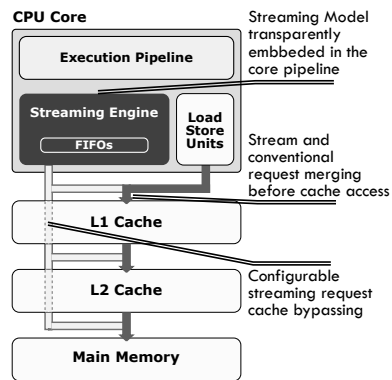 CPU Core
Execution Pipeline
Streaming Engine
FIFOs
Load
Store
Units
L1 Cache
L2 Cache
Main Memory
Streaming Model
transparently
embbeded in the
core pipeline
Stream and
conventional
request merging
before cache access
Configurable
streaming request
cache bypassing